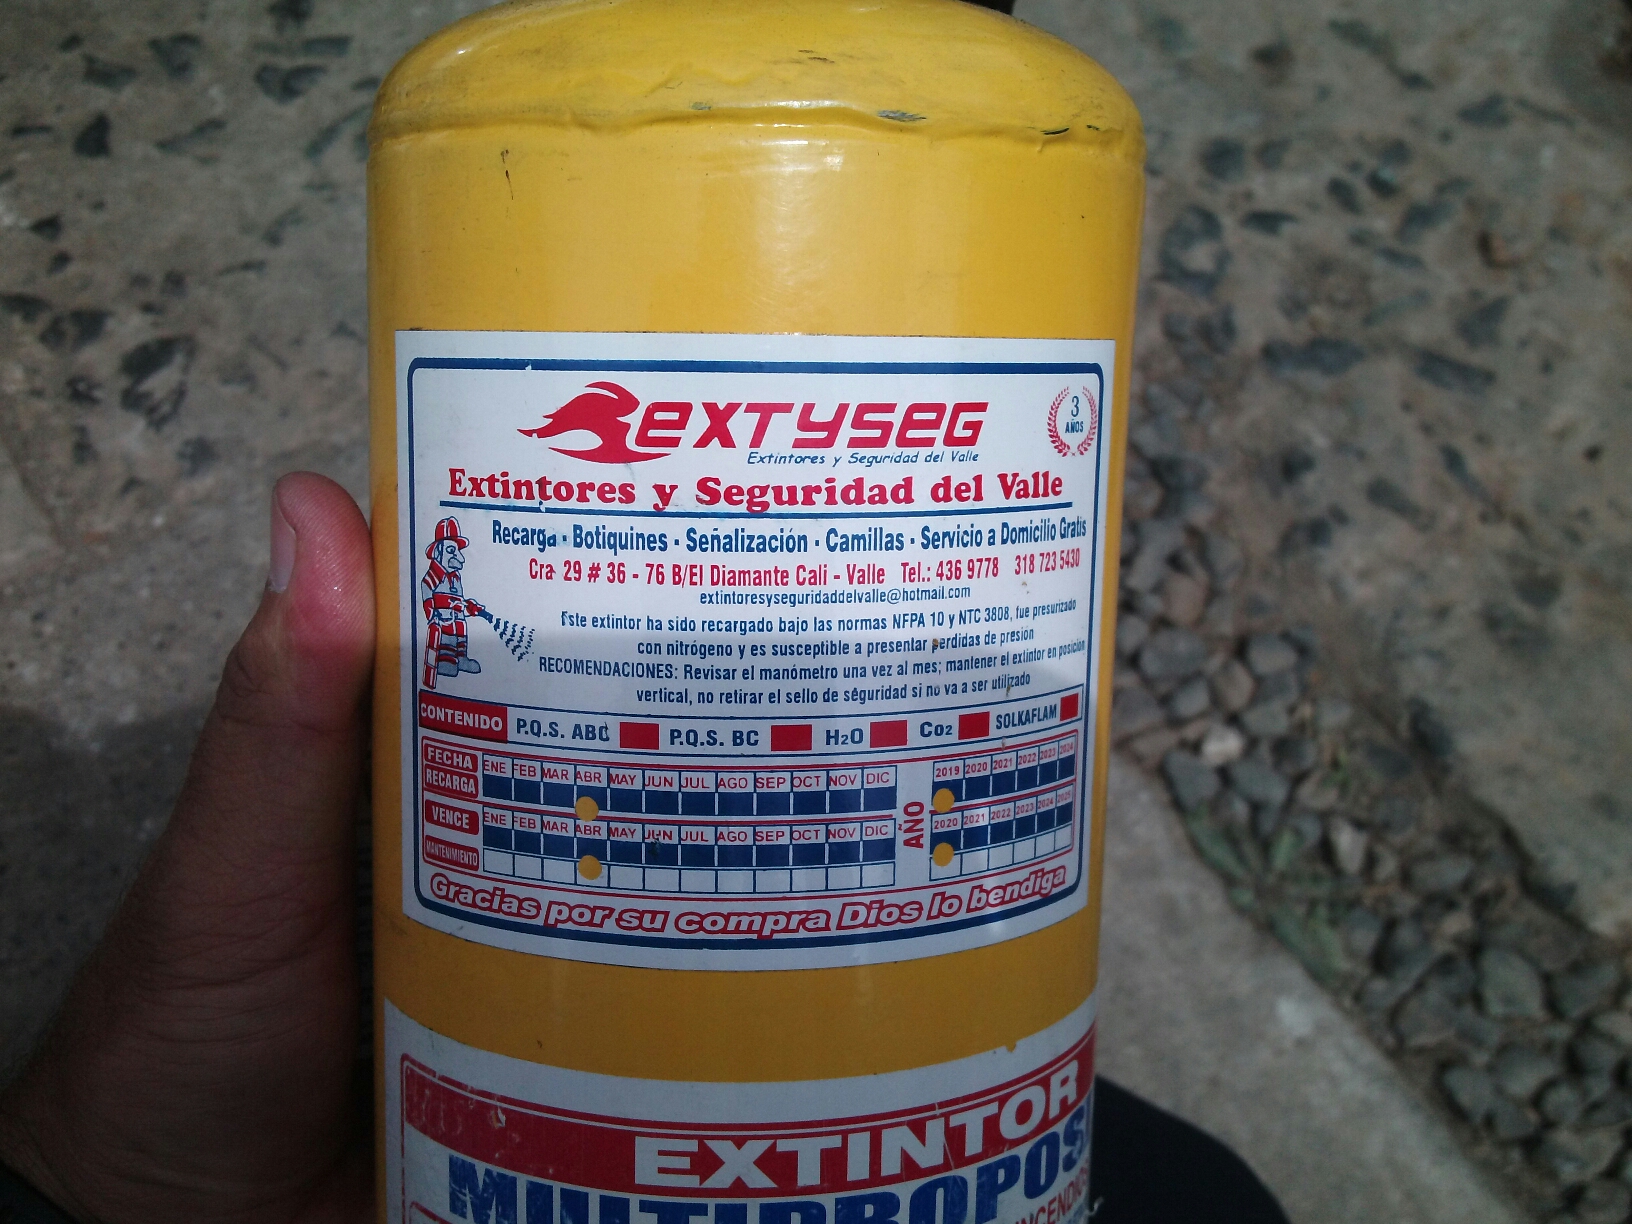 EXTYSEG
Extintores y Seguridad del Valle
3
AÑOS
Extintores y Seguridad del Valle
Recarga - Botiquines - Señalización - Camillas - Servicio a Domicilio Gratis
Cra 29 # 36 - 76 B/El Diamante Cali - Valle Tel.: 436 9778 318 723 5430
extintoresyseguridaddelvalle@hotmail.com
Este extintor ha sido recargado bajo las normas NFPA 10 y NTC 3808, fue presurizado
con nitrógeno y es susceptible a presentar perdidas de presión
RECOMENDACIONES: Revisar el manómetro una vez al mes; mantener el extintor en posición
vertical, no retirar el sello de seguridad si no va a ser utilizado
CONTENIDO P.Q.S. ABC P.Q.S. BC H2O Co2 SOLKAFLAM
FECHA RECARGA ENE FEB MAR ABR MAY JUN JUL AGO SEP OCT NOV DIC AÑO 2019 2020 2021 2022 2023 2024
VENCE ENE FEB MAR ABR MAY JUN JUL AGO SEP OCT NOV DIC 2020 2021 2022 2023 2024 2025
MANTENIMIENTO
Gracias por su compra Dios lo bendiga
EXTINTOR
MULTIPROPOS
INCENDIOS